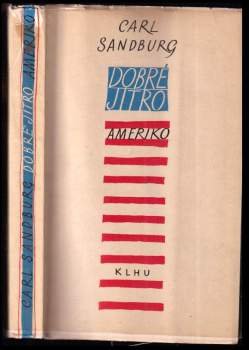 CARL SANDBURG DOBRÉ JITRO AMERIKO
CARL
SANDBURG
DOBRÉ
JITRO
AMERIKO
KLHU